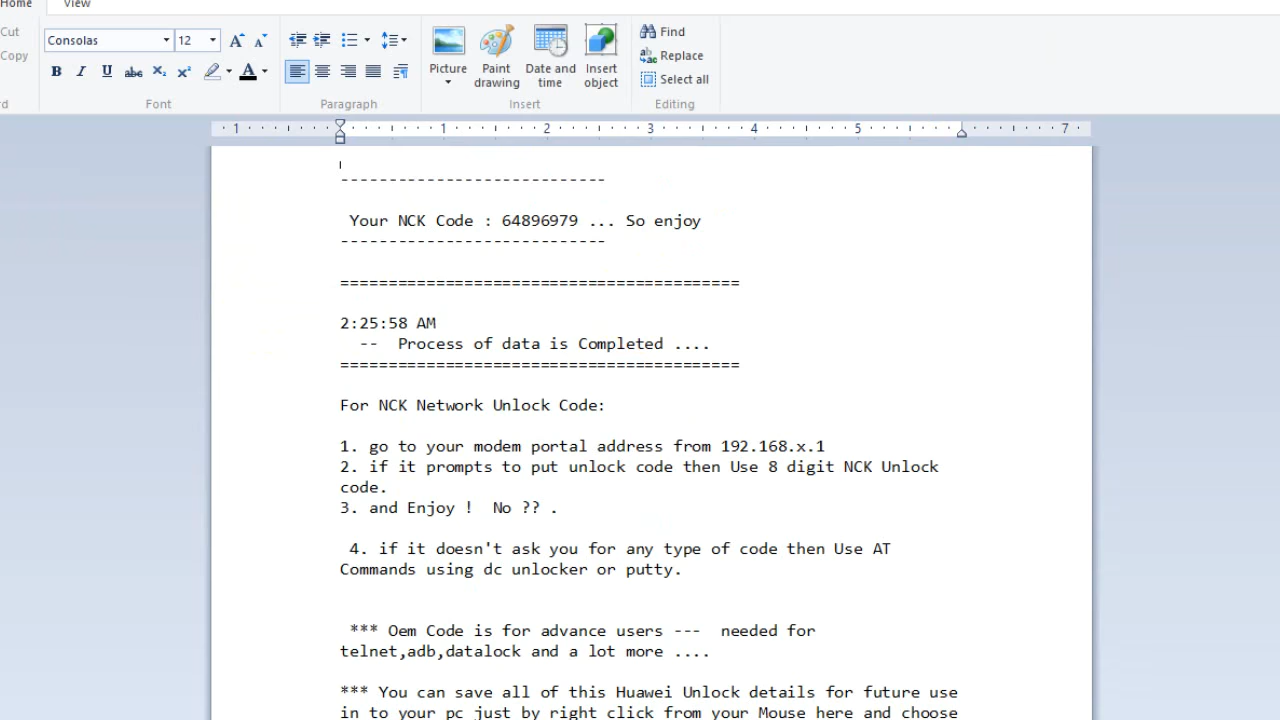 Home View
Cut
Copy
Consolas 12
B I U abc X₂ X² A
Font
Paragraph
Picture
Paint drawing
Date and time
Insert object
Insert
Find
Replace
Select all
Editing
1 1 2 3 4 5 7
---------------------------
Your NCK Code : 64896979 ... So enjoy
---------------------------
==========================================
2:25:58 AM
-- Process of data is Completed ....
==========================================
For NCK Network Unlock Code:
1. go to your modem portal address from 192.168.x.1
2. if it prompts to put unlock code then Use 8 digit NCK Unlock
code.
3. and Enjoy ! No ?? .
4. if it doesn't ask you for any type of code then Use AT
Commands using dc unlocker or putty.
*** Oem Code is for advance users --- needed for
telnet,adb,datalock and a lot more ....
*** You can save all of this Huawei Unlock details for future use
in to your pc just by right click from your Mouse here and choose